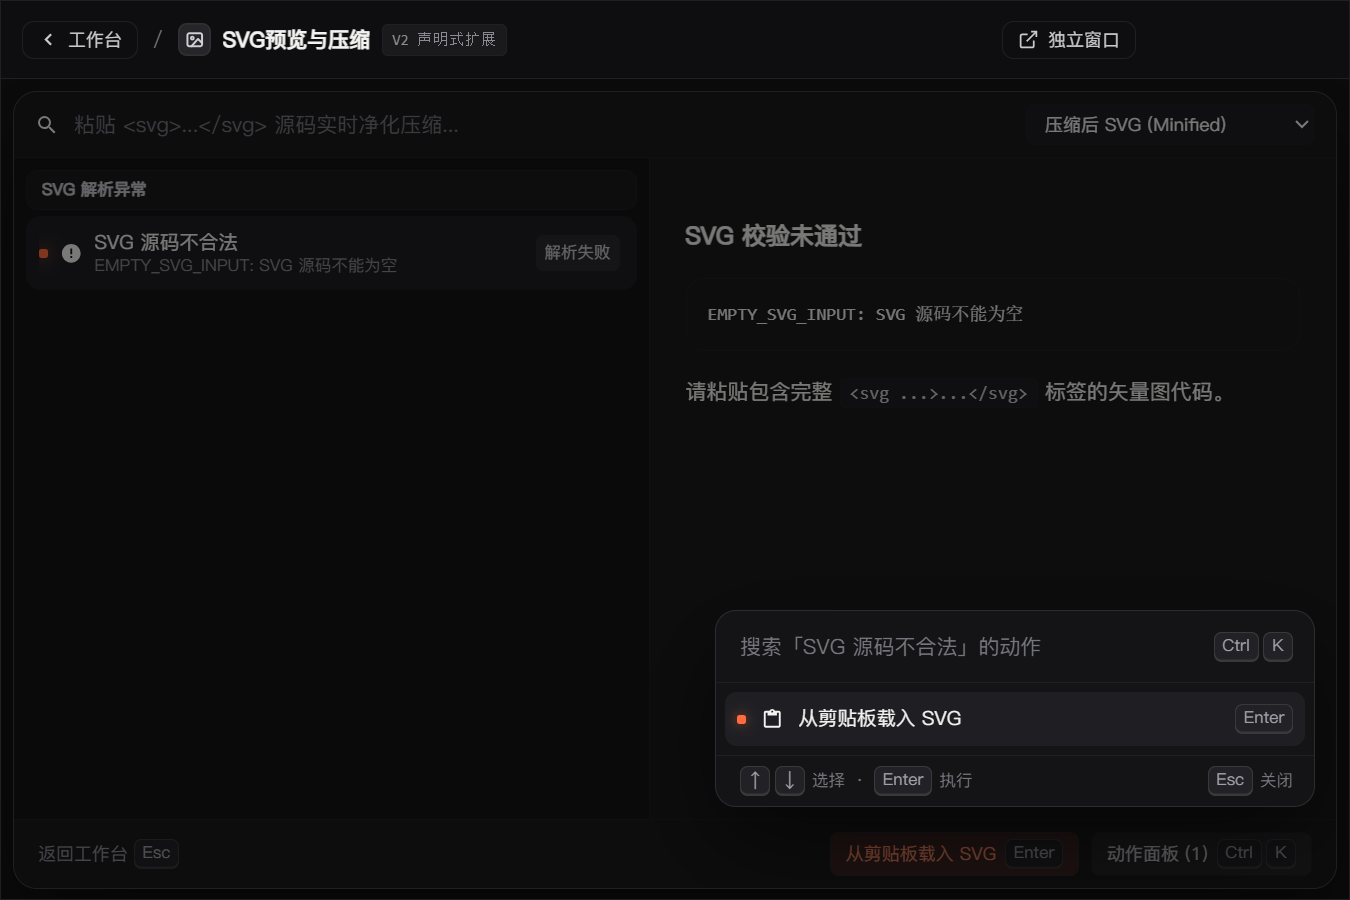 工作台 / SVG预览与压缩 V2 声明式扩展 独立窗口
粘贴 <svg>...</svg> 源码实时净化压缩... 压缩后 SVG (Minified)
SVG 解析异常
SVG 源码不合法
EMPTY_SVG_INPUT: SVG 源码不能为空
解析失败
SVG 校验未通过
EMPTY_SVG_INPUT: SVG 源码不能为空
请粘贴包含完整 <svg ...>...</svg> 标签的矢量图代码。
搜索「SVG 源码不合法」的动作 Ctrl K
从剪贴板载入 SVG Enter
↑ ↓ 选择 · Enter 执行 Esc 关闭
返回工作台 Esc 从剪贴板载入 SVG Enter 动作面板 (1) Ctrl K